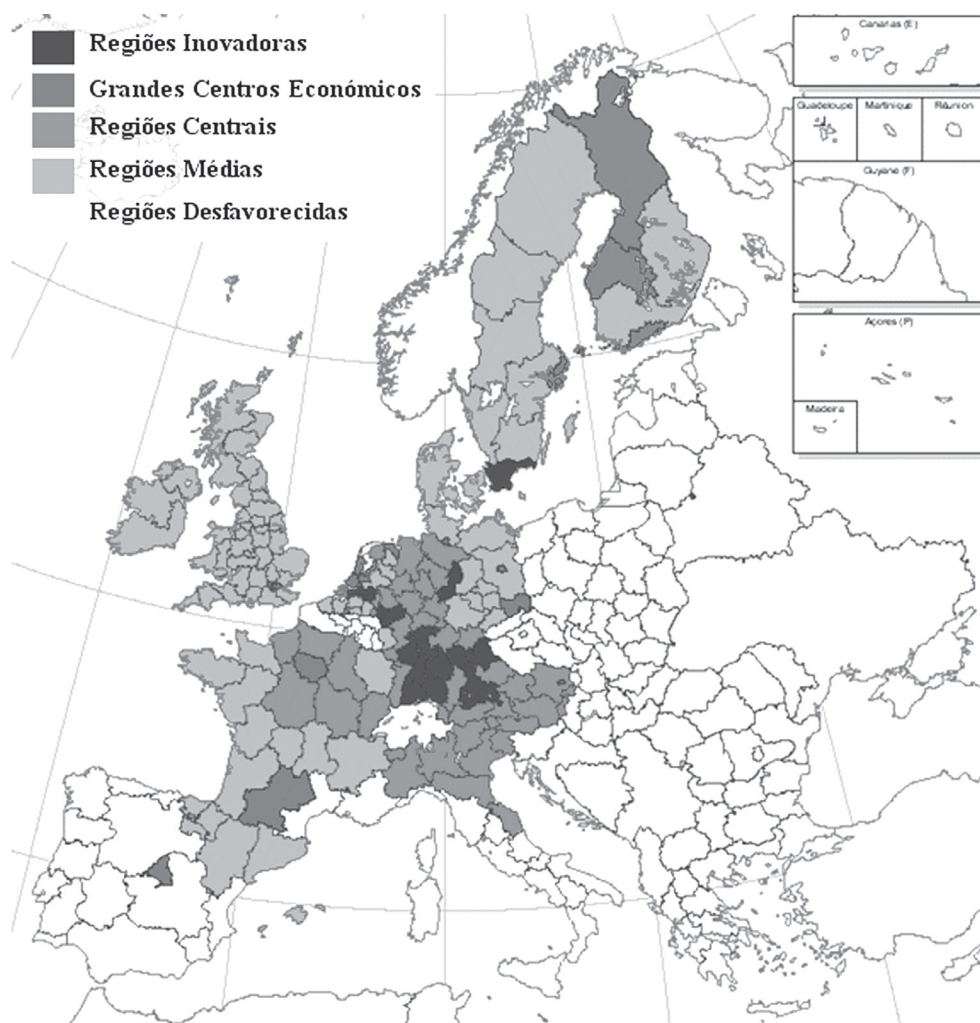 Regiões Inovadoras
Grandes Centros Económicos
Regiões Centrais
Regiões Médias
Regiões Desfavorecidas
Canarias (E)
Guadeloupe
Martinique
Réunion
Guyane (F)
Açores (P)
Madeira